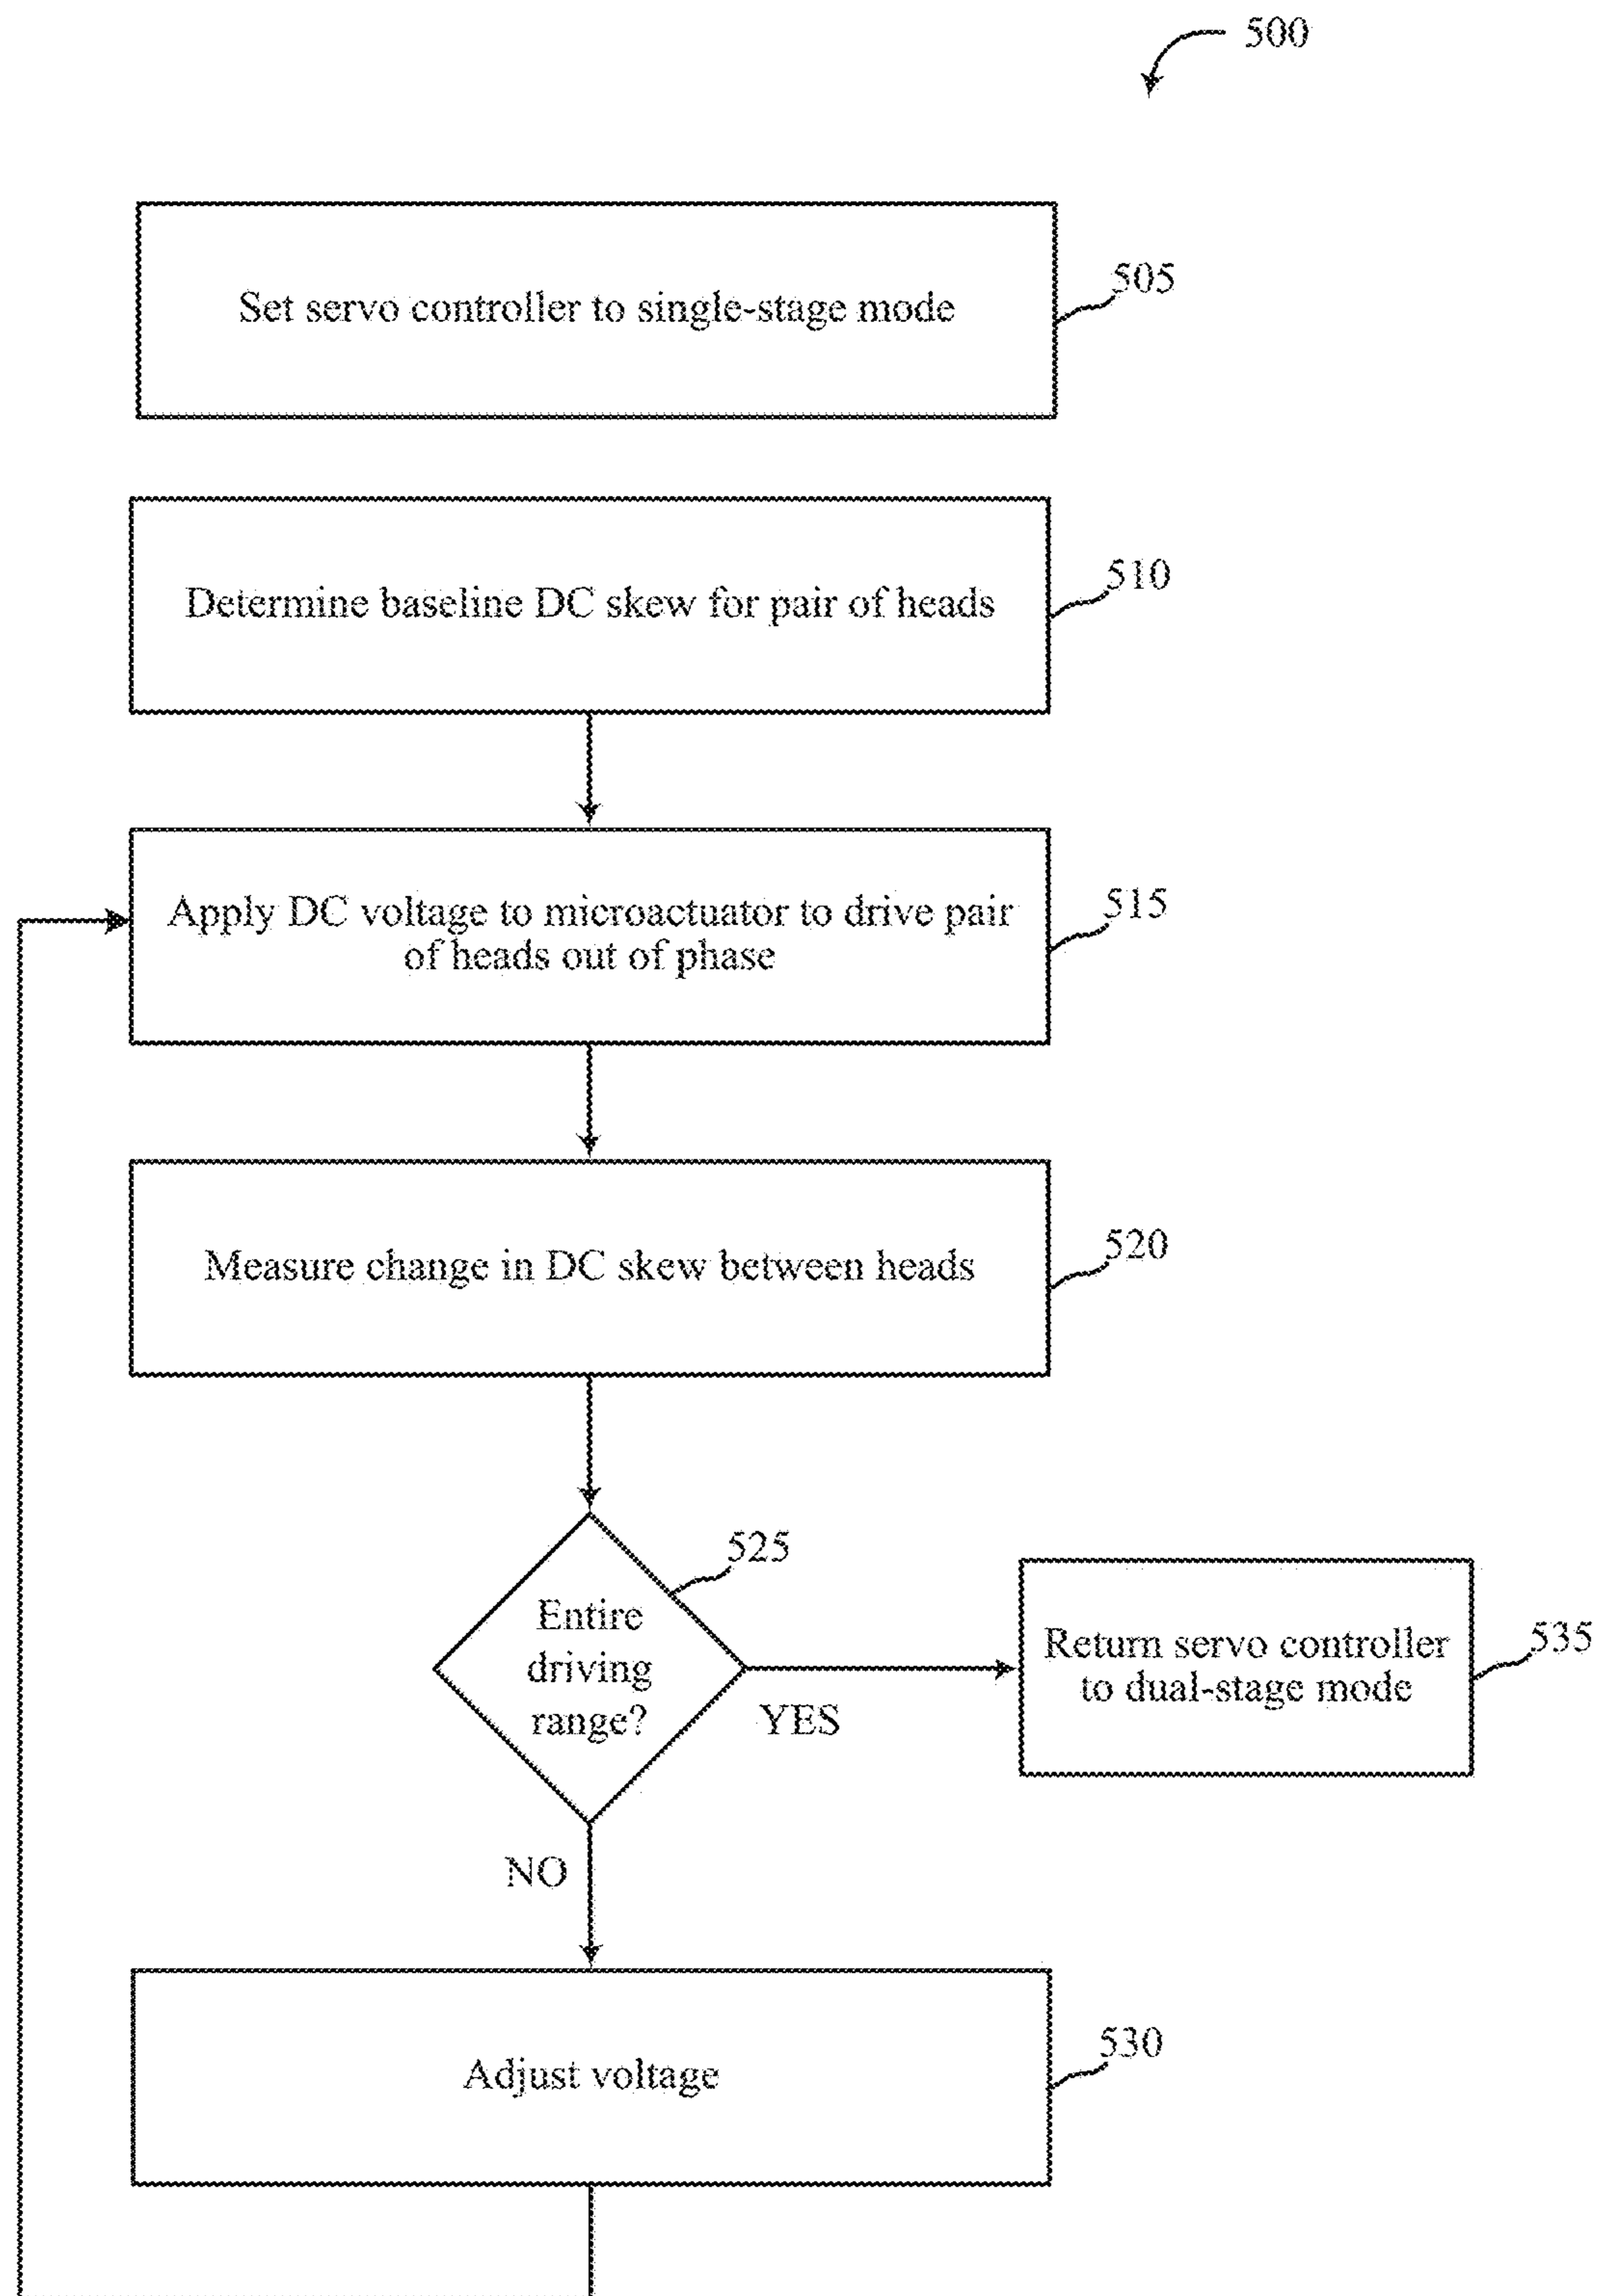 500
Set servo controller to single-stage mode
505
Determine baseline DC skew for pair of heads
510
Apply DC voltage to microactuator to drive pair
of heads out of phase
515
Measure change in DC skew between heads
520
525
Entire
driving
range?
YES
Return servo controller
to dual-stage mode
535
NO
Adjust voltage
530